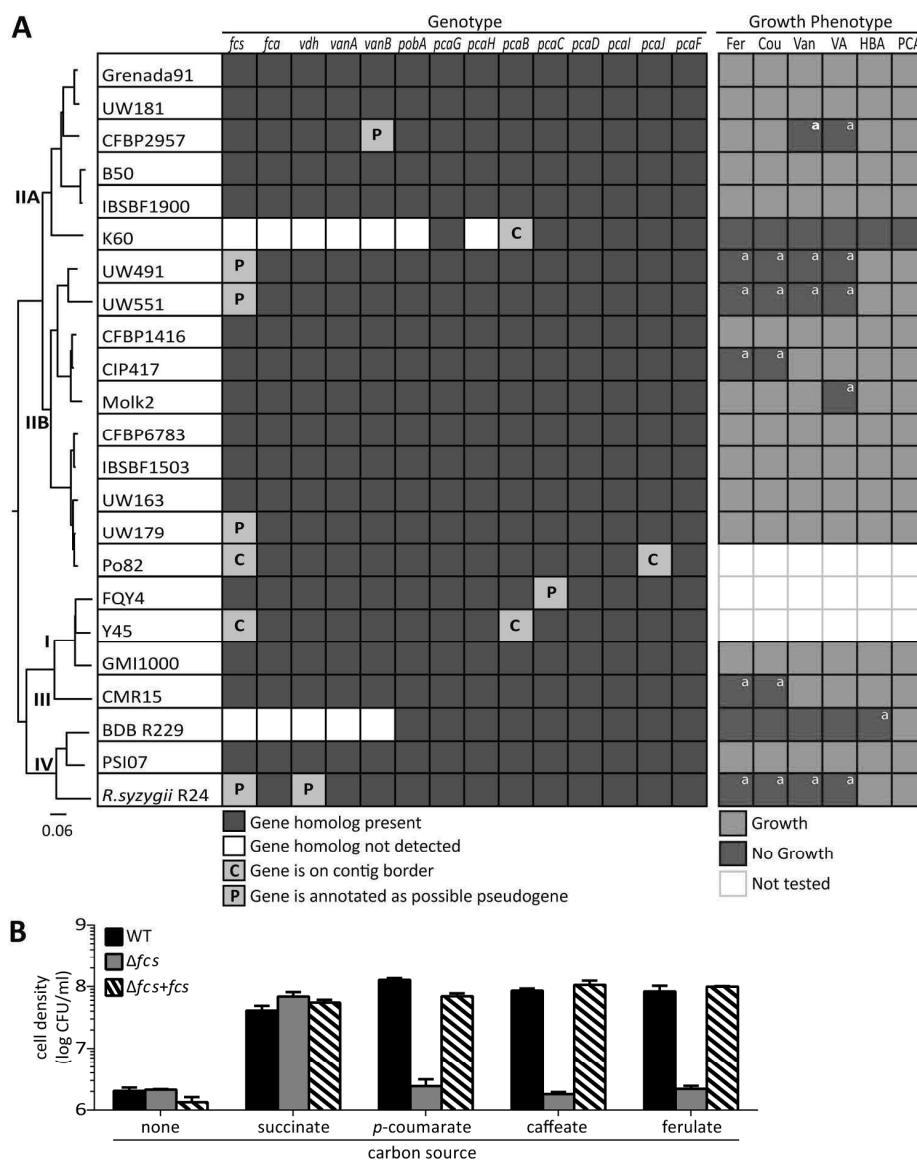 A
Genotype
Growth Phenotype
fcs fca vdh vanA vanB pobA pcaG pcaH pcaB pcaC pcaD pcaI pcaJ pcaF
Fer Cou Van VA HBA PCA
Grenada91
UW181
CFBP2957 P a a
B50
IIA
IBSBF1900
K60 C
UW491 P a a a a
UW551 P a a a a
CFBP1416
CIP417 a a
Molk2 a
IIB
CFBP6783
IBSBF1503
UW163
UW179 P
Po82 C C
FQY4 P
I
Y45 C C
GMI1000
III
CMR15 a a
BDB R229 a
IV
PSI07
R.syzygii R24 P P a a a a
0.06
Gene homolog present
Gene homolog not detected
C Gene is on contig border
P Gene is annotated as possible pseudogene
Growth
No Growth
Not tested
B
WT
Δfcs
Δfcs+fcs
cell density
(log CFU/ml)
9
8
7
6
none succinate p-coumarate caffeate ferulate
carbon source